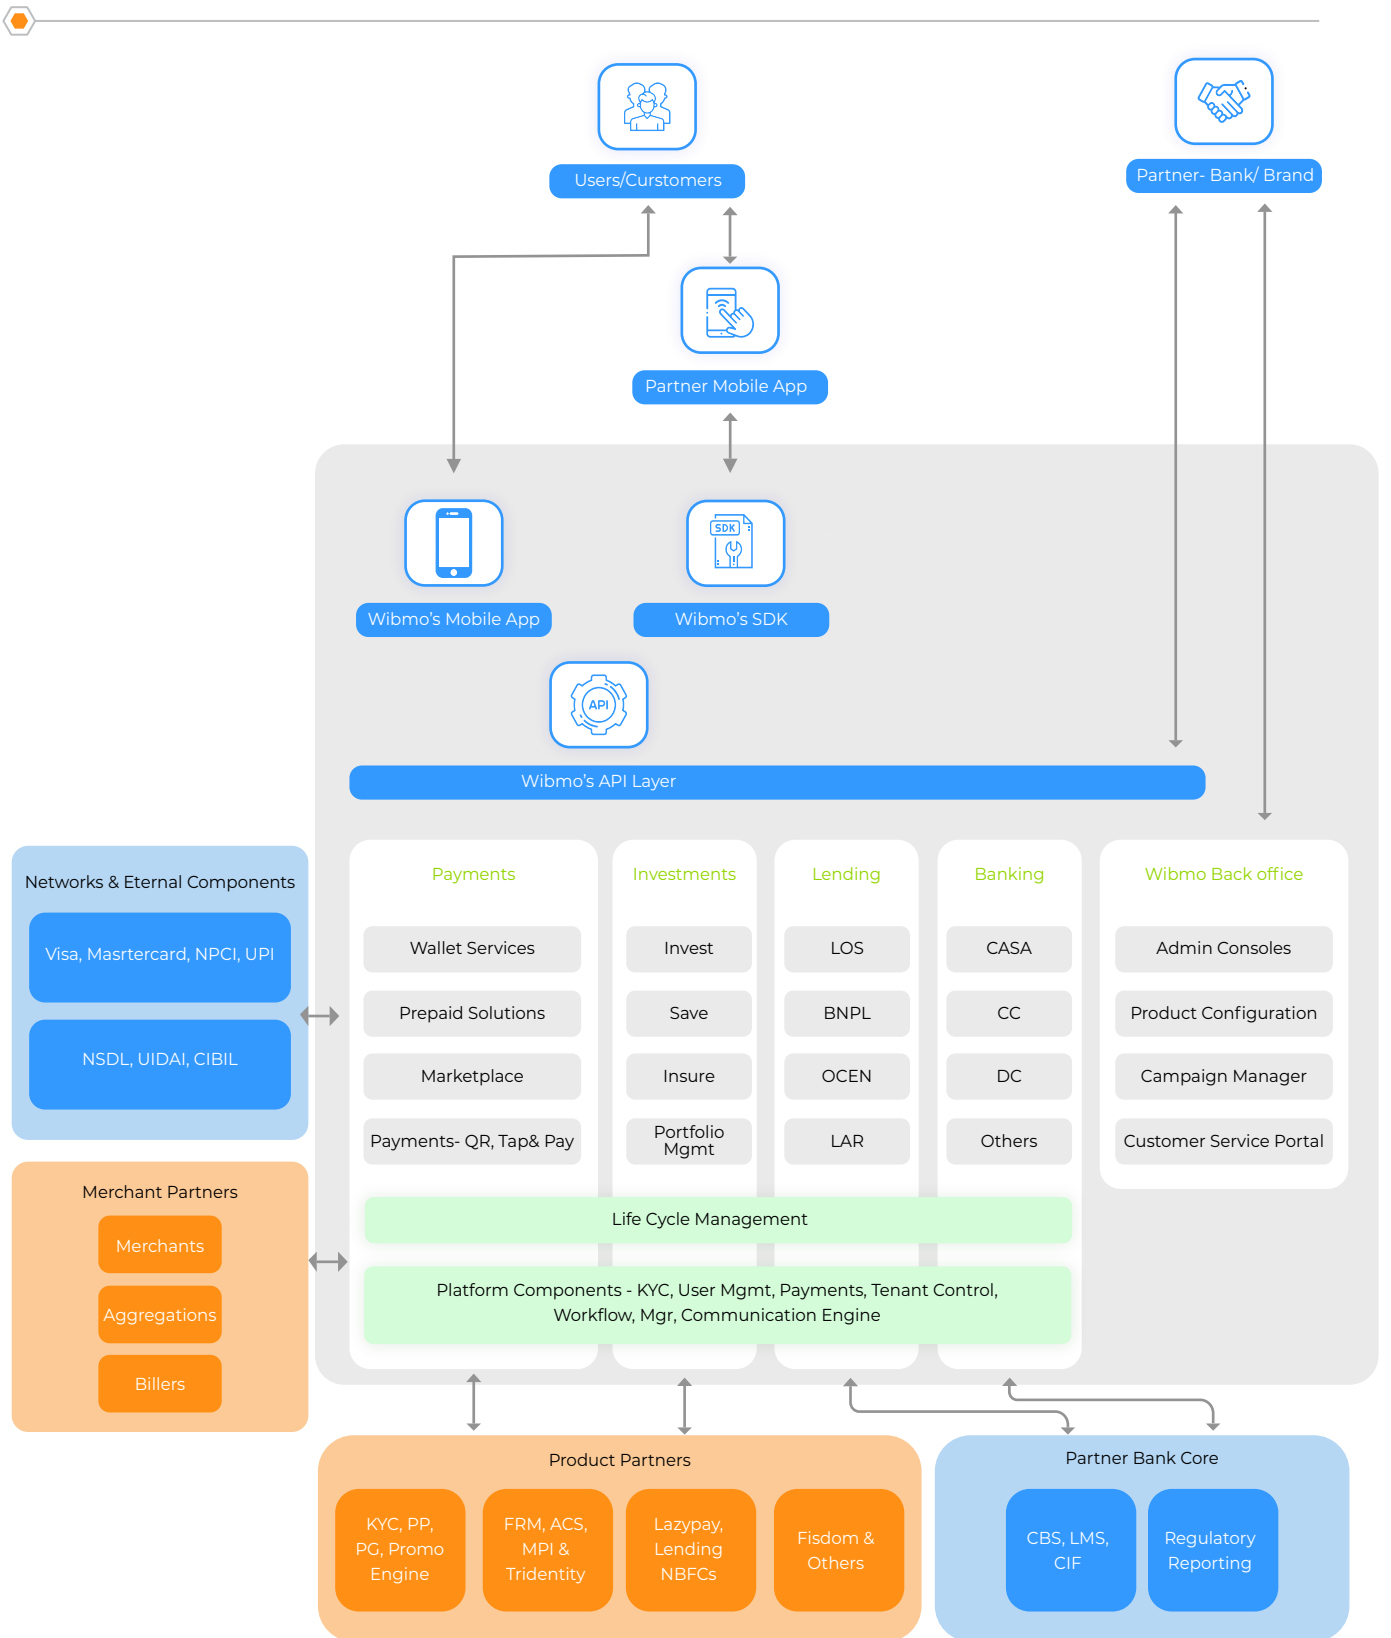 Users/Curstomers
Partner- Bank/ Brand
Partner Mobile App
SDK
Wibmo’s Mobile App
Wibmo’s SDK
API
Wibmo’s API Layer
Networks & Eternal Components
Visa, Masrtercard, NPCI, UPI
NSDL, UIDAI, CIBIL
Merchant Partners
Merchants
Aggregations
Billers
Payments
Wallet Services
Prepaid Solutions
Marketplace
Payments- QR, Tap& Pay
Investments
Invest
Save
Insure
Portfolio
Mgmt
Lending
LOS
BNPL
OCEN
LAR
Banking
CASA
CC
DC
Others
Wibmo Back office
Admin Consoles
Product Configuration
Campaign Manager
Customer Service Portal
Life Cycle Management
Platform Components - KYC, User Mgmt, Payments, Tenant Control,
Workflow, Mgr, Communication Engine
Product Partners
KYC, PP,
PG, Promo
Engine
FRM, ACS,
MPI &
Tridentity
Lazypay,
Lending
NBFCs
Fisdom &
Others
Partner Bank Core
CBS, LMS,
CIF
Regulatory
Reporting